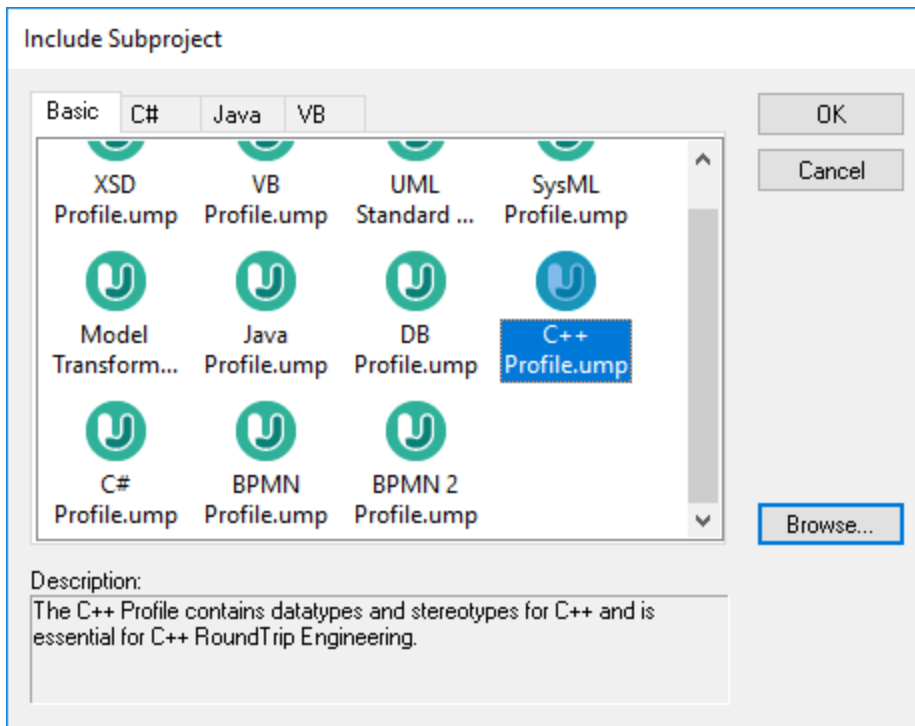 Include Subproject
Basic C# Java VB
OK
Cancel
XSD VB UML SysML
Profile.ump Profile.ump Standard ... Profile.ump
Model Java DB C++
Transform... Profile.ump Profile.ump Profile.ump
C# BPMN BPMN 2
Profile.ump Profile.ump Profile.ump
Browse...
Description:
The C++ Profile contains datatypes and stereotypes for C++ and is
essential for C++ RoundTrip Engineering.